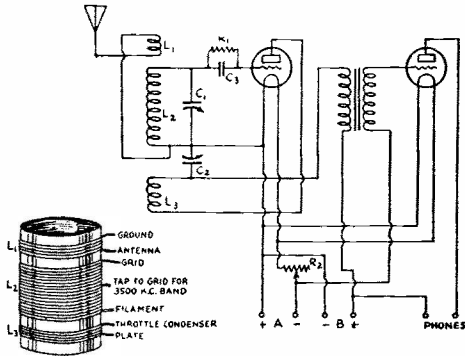 L1
R1
C3
C1
L2
C2
L3
R2
+ A - - B +
PHONES
L1
GROUND
ANTENNA
GRID
L2
TAP TO GRID FOR
3500 K.C. BAND
FILAMENT
L3
THROTTLE CONDENSER
PLATE